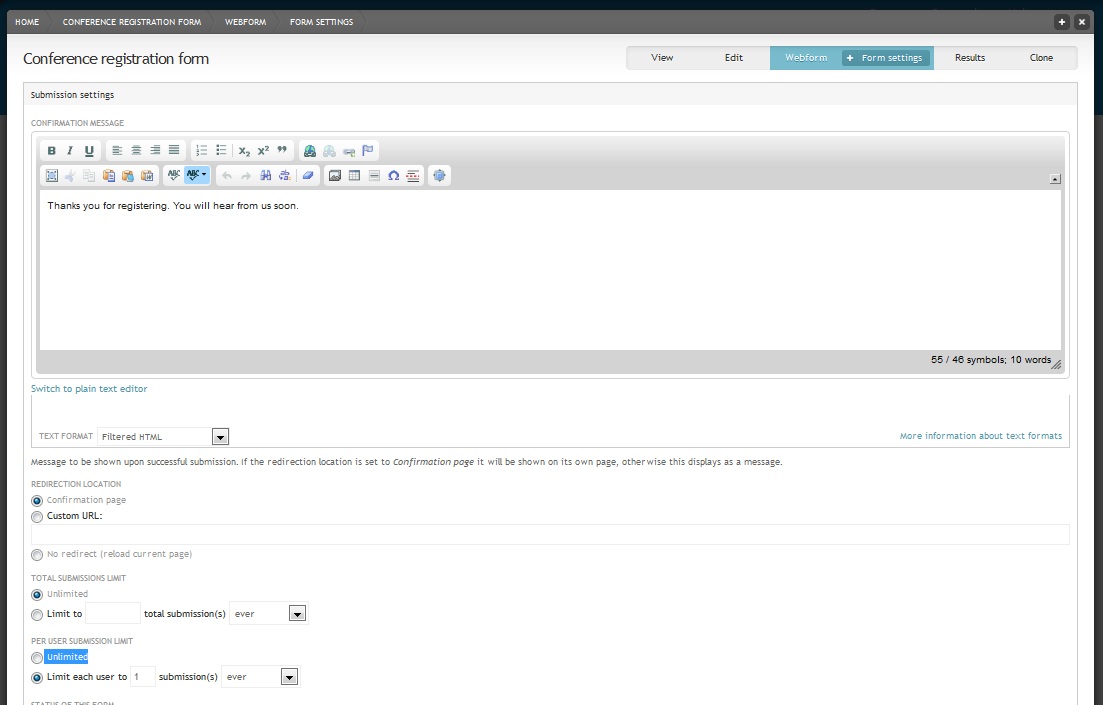 HOME CONFERENCE REGISTRATION FORM WEBFORM FORM SETTINGS
Conference registration form
View Edit Webform + Form settings Results Clone
Submission settings
CONFIRMATION MESSAGE
B I U X₂ X² ”
ABC ABC Ω
Thanks you for registering. You will hear from us soon.
55 / 46 symbols; 10 words
Switch to plain text editor
TEXT FORMAT Filtered HTML More information about text formats
Message to be shown upon successful submission. If the redirection location is set to Confirmation page it will be shown on its own page, otherwise this displays as a message.
REDIRECTION LOCATION
Confirmation page
Custom URL:
No redirect (reload current page)
TOTAL SUBMISSIONS LIMIT
Unlimited
Limit to total submission(s) ever
PER USER SUBMISSION LIMIT
Unlimited
Limit each user to 1 submission(s) ever
STATUS OF THIS FORM